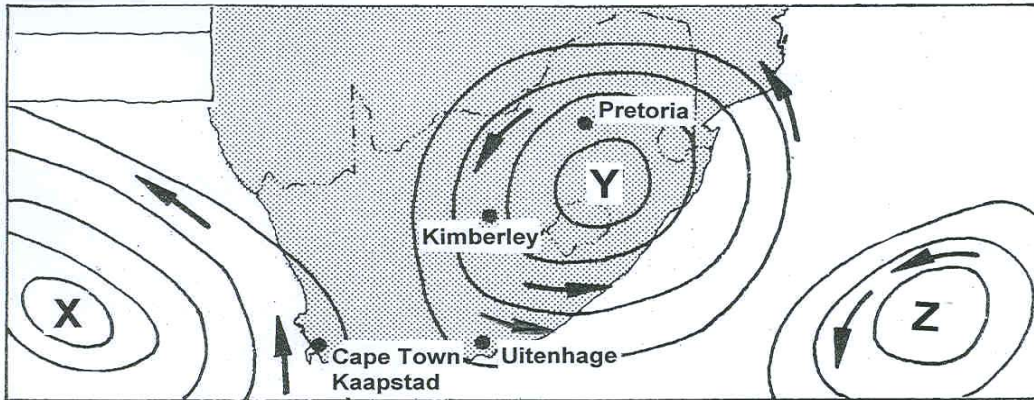 Pretoria
Y
Kimberley
X
Z
Cape Town
Kaapstad
Uitenhage